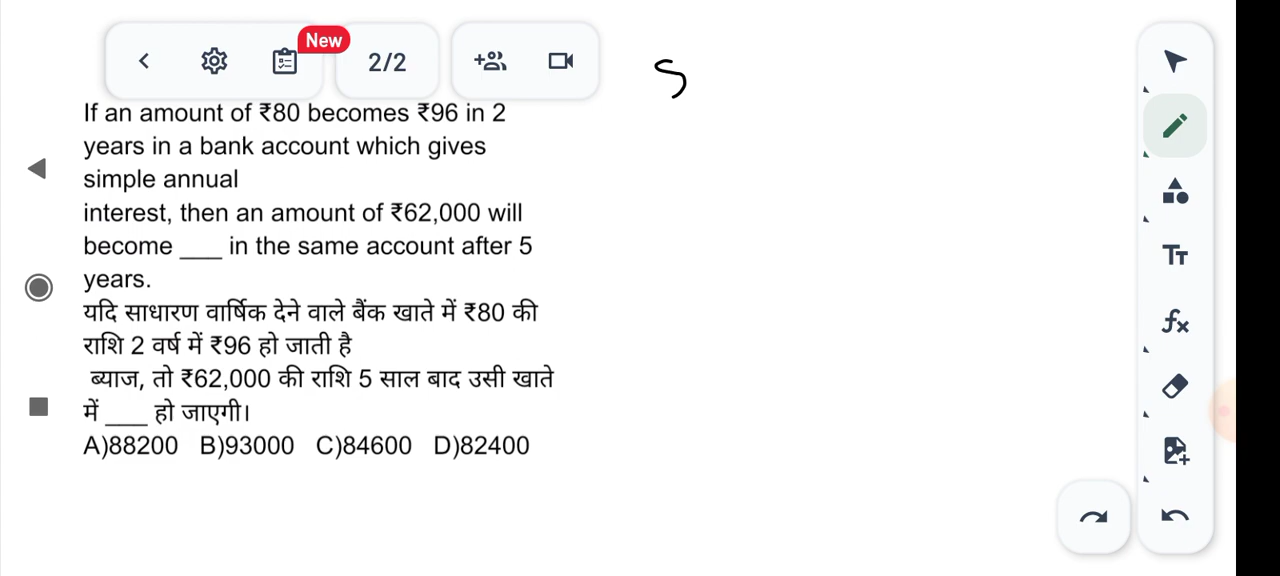 New
2/2
S
If an amount of ₹80 becomes ₹96 in 2
years in a bank account which gives
simple annual
interest, then an amount of ₹62,000 will
become ___ in the same account after 5
years.
यदि साधारण वार्षिक देने वाले बैंक खाते में ₹80 की
राशि 2 वर्ष में ₹96 हो जाती है
ब्याज, तो ₹62,000 की राशि 5 साल बाद उसी खाते
में ___ हो जाएगी।
A)88200 B)93000 C)84600 D)82400
TT
fx